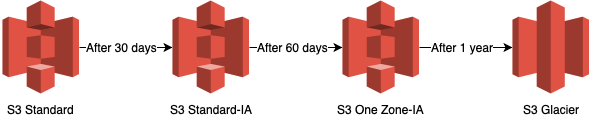 After 30 days
After 60 days
After 1 year
S3 Standard
S3 Standard-IA
S3 One Zone-IA
S3 Glacier